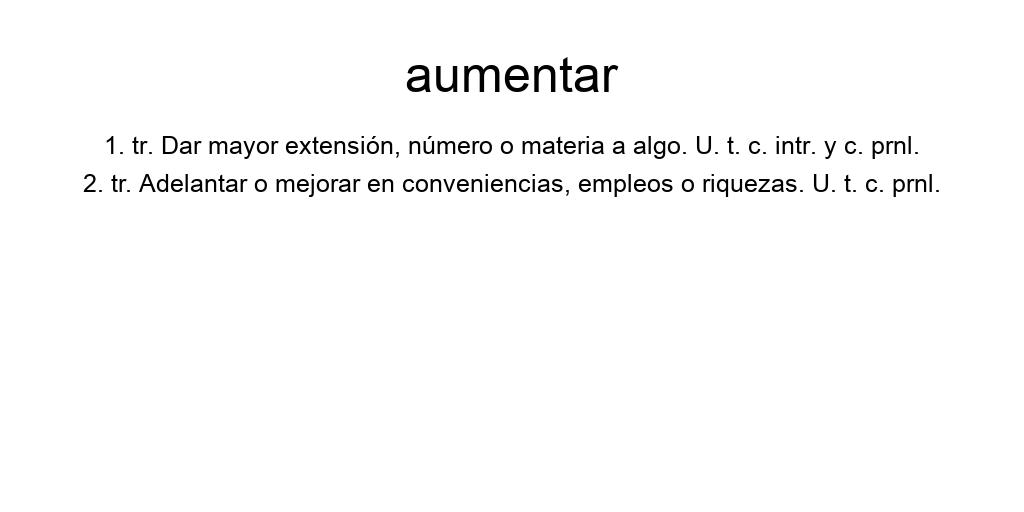 aumentar
1. tr. Dar mayor extensión, número o materia a algo. U. t. c. intr. y c. prnl.
2. tr. Adelantar o mejorar en conveniencias, empleos o riquezas. U. t. c. prnl.